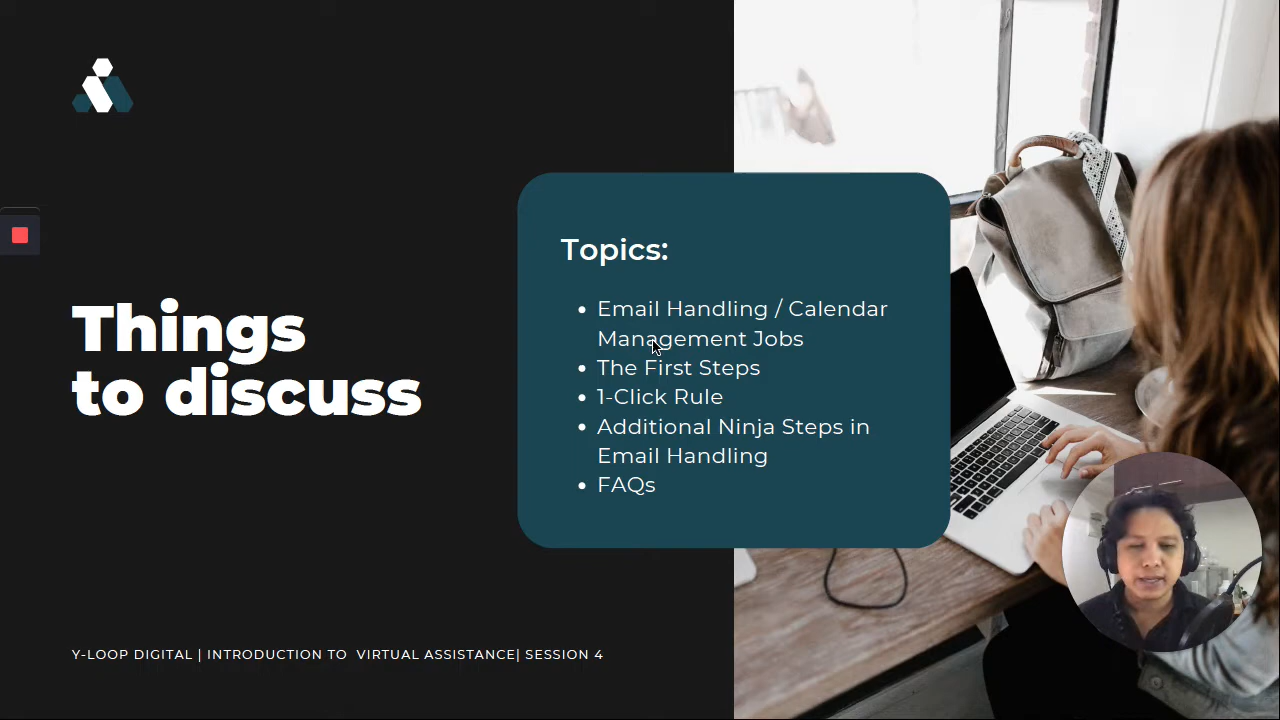 Things
to discuss
Topics:
• Email Handling / Calendar
Management Jobs
• The First Steps
• 1-Click Rule
• Additional Ninja Steps in
Email Handling
• FAQs
Y-LOOP DIGITAL | INTRODUCTION TO VIRTUAL ASSISTANCE| SESSION 4